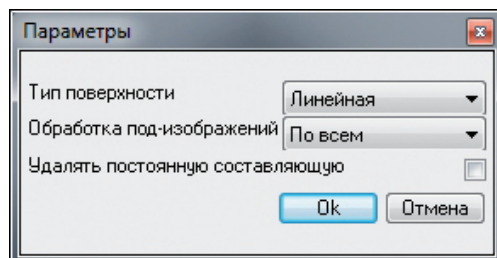 Параметры
Тип поверхности Линейная
Обработка под-изображений По всем
Удалять постоянную составляющую
Ok Отмена